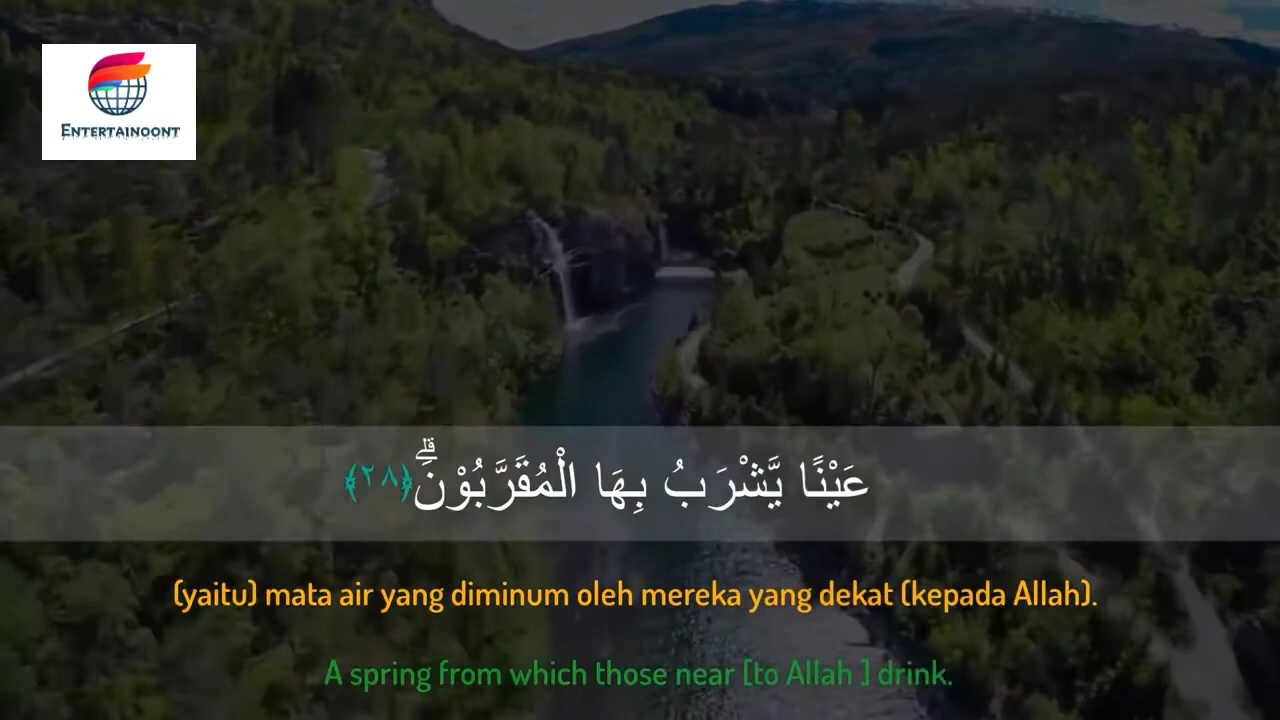 ENTERTAINOONT
عَيْنًا يَّشْرَبُ بِهَا الْمُقَرَّبُوْنَۗ ﴿٢٨﴾
(yaitu) mata air yang diminum oleh mereka yang dekat (kepada Allah).
A spring from which those near [to Allah ] drink.